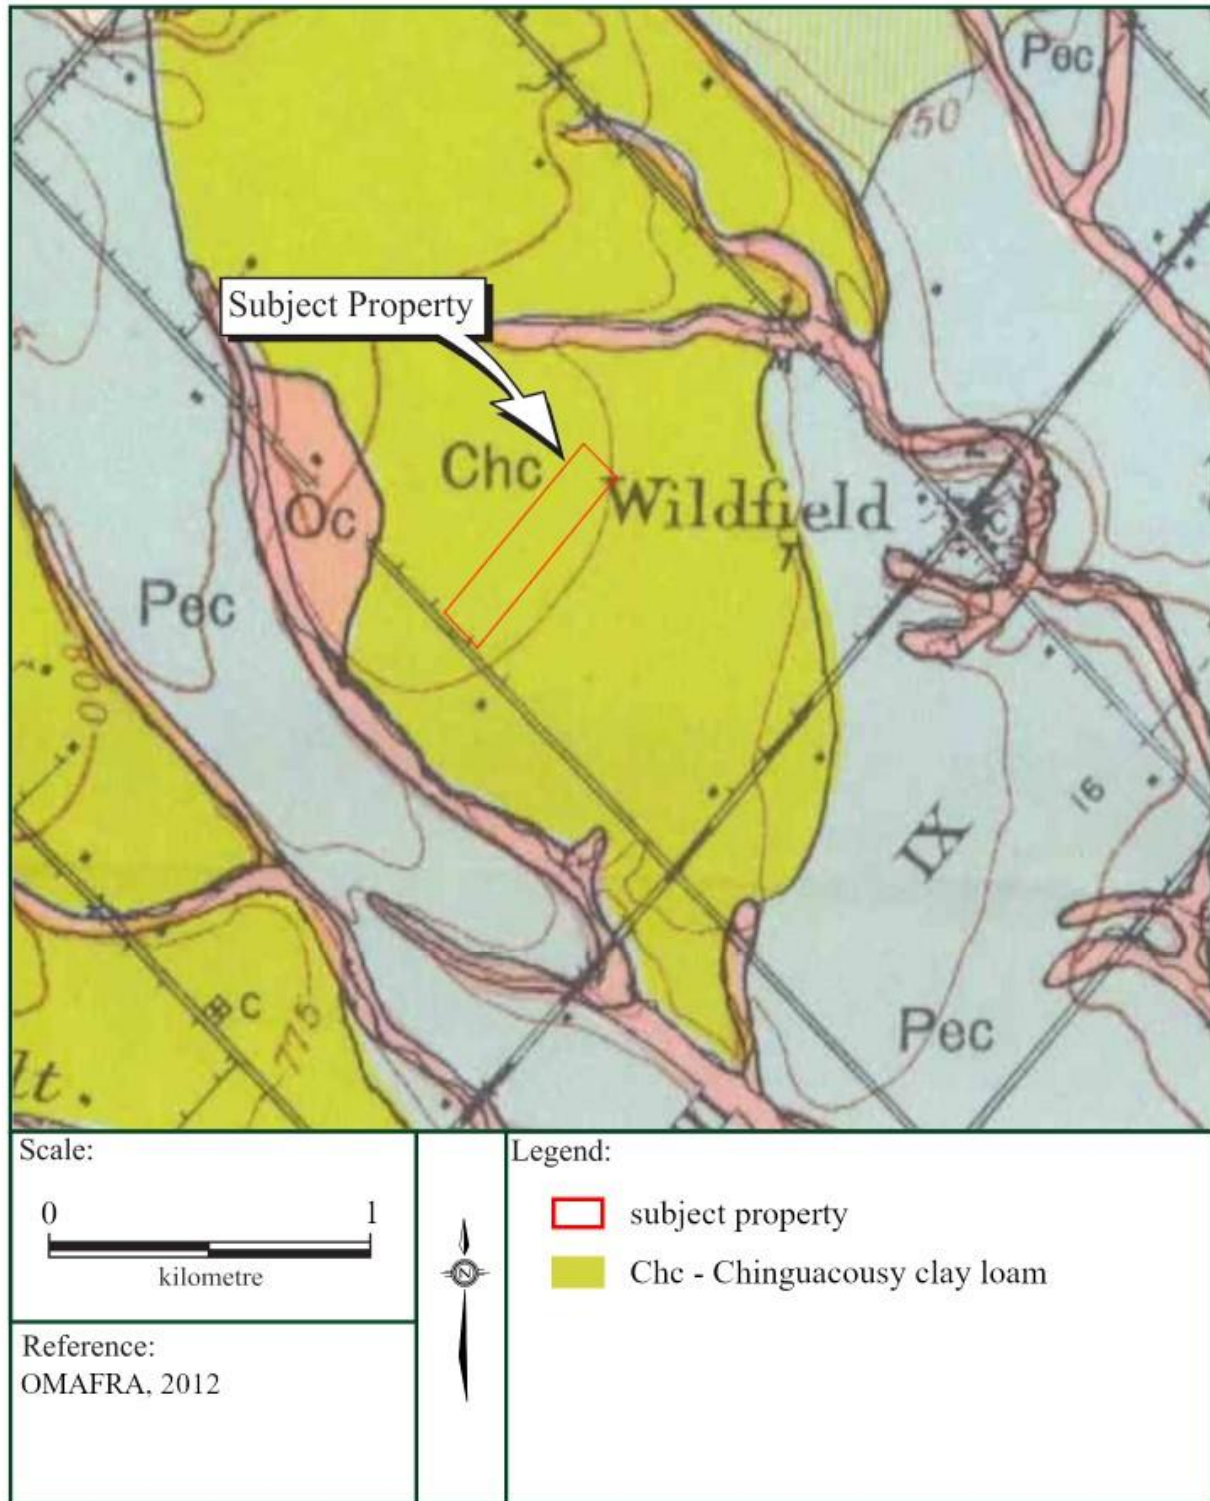 Pec
750
Subject Property
Chc
Wildfield
Oc
Pec
800
IX
16
C
775
Pec
lt.
Scale:
0 1
kilometre
N
Reference:
OMAFRA, 2012
Legend:
subject property
Chc - Chinguacousy clay loam